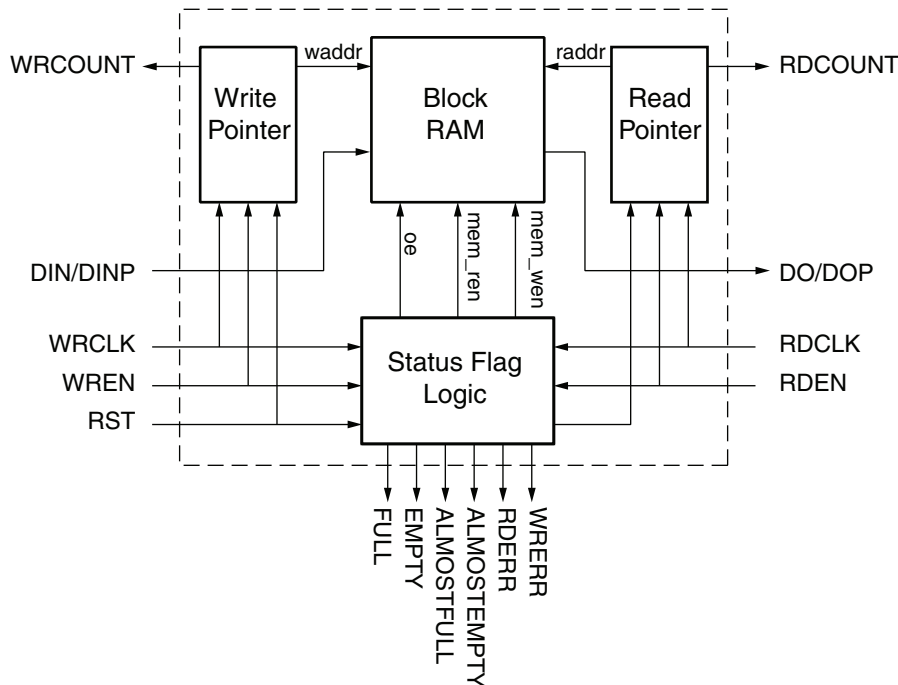 WRCOUNT
waddr
raddr
RDCOUNT
Write
Pointer
Block
RAM
Read
Pointer
oe
mem_ren
mem_wen
DIN/DINP
DO/DOP
WRCLK
WREN
RST
Status Flag
Logic
RDCLK
RDEN
FULL
EMPTY
ALMOSTFULL
ALMOSTEMPTY
RDERR
WRERR